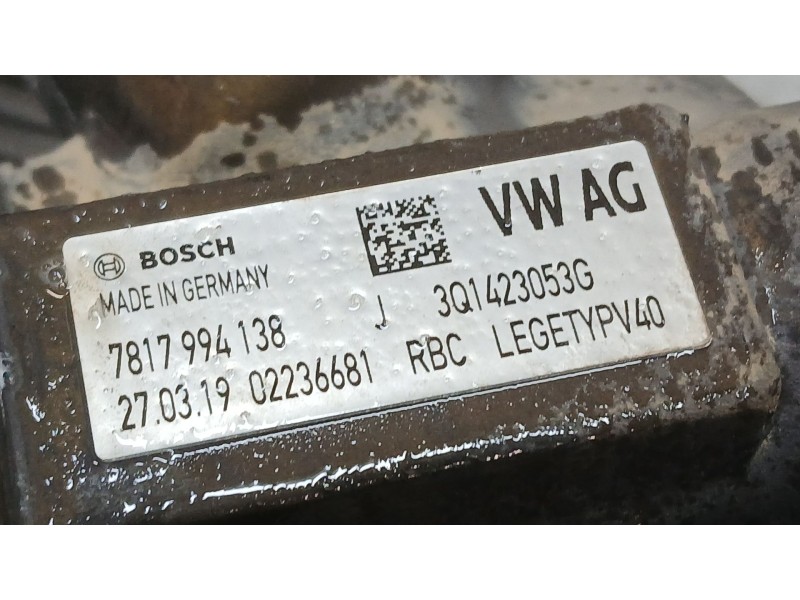 BOSCH
VW AG
MADE IN GERMANY
7817 994 138 J 3Q1423053G
27.03.19 02236681 RBC LEGETYPV40